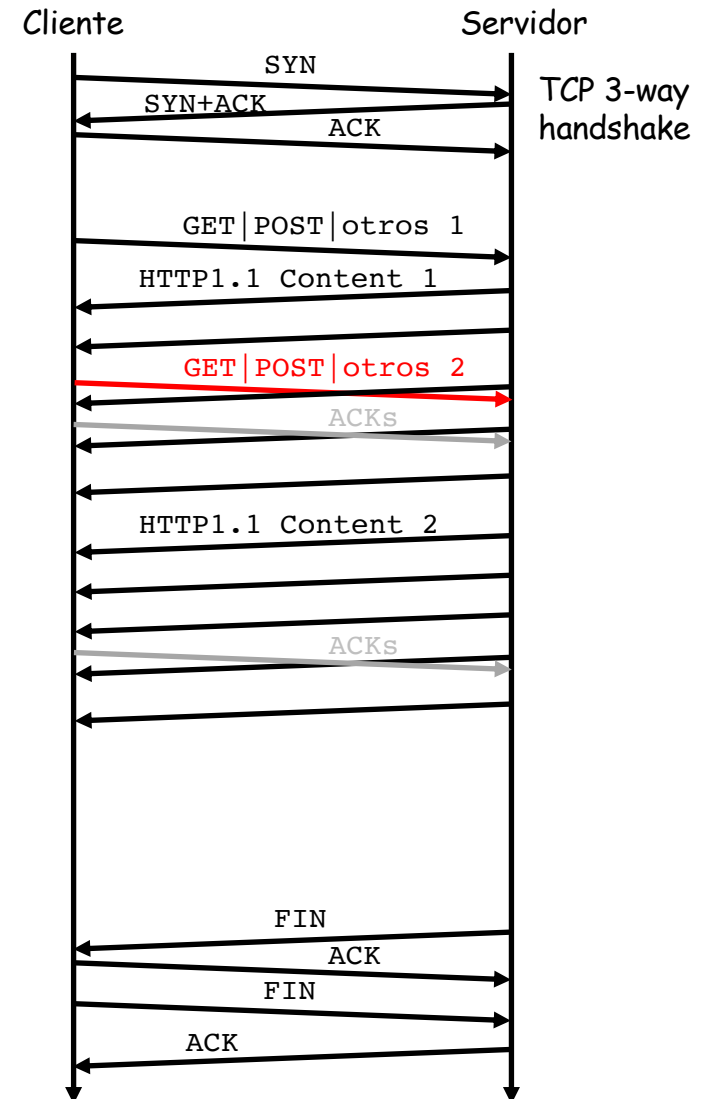 Cliente
Servidor
SYN
TCP 3-way
handshake
SYN+ACK
ACK
GET|POST|otros 1
HTTP1.1 Content 1
GET|POST|otros 2
ACKs
HTTP1.1 Content 2
ACKs
FIN
ACK
FIN
ACK